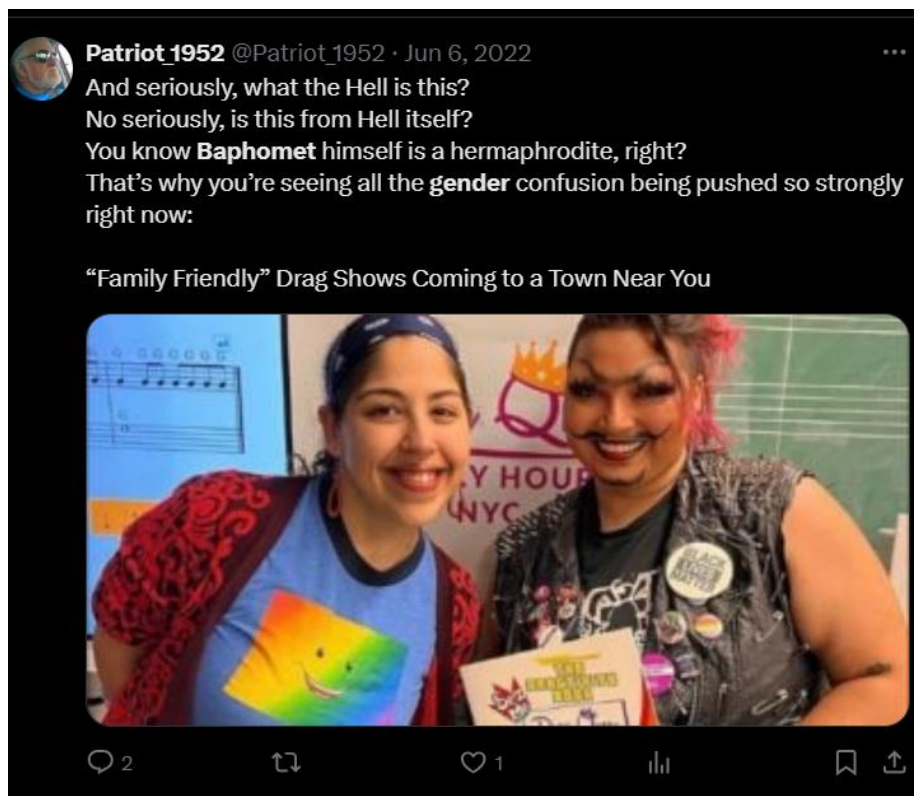 Patriot_1952 @Patriot_1952 · Jun 6, 2022
And seriously, what the Hell is this?
No seriously, is this from Hell itself?
You know Baphomet himself is a hermaphrodite, right?
That’s why you’re seeing all the gender confusion being pushed so strongly
right now:
“Family Friendly” Drag Shows Coming to a Town Near You
G G G G G G G
Q
Y HOUR
NYC
BLACK
LIVES
MATTER
THE
2
1